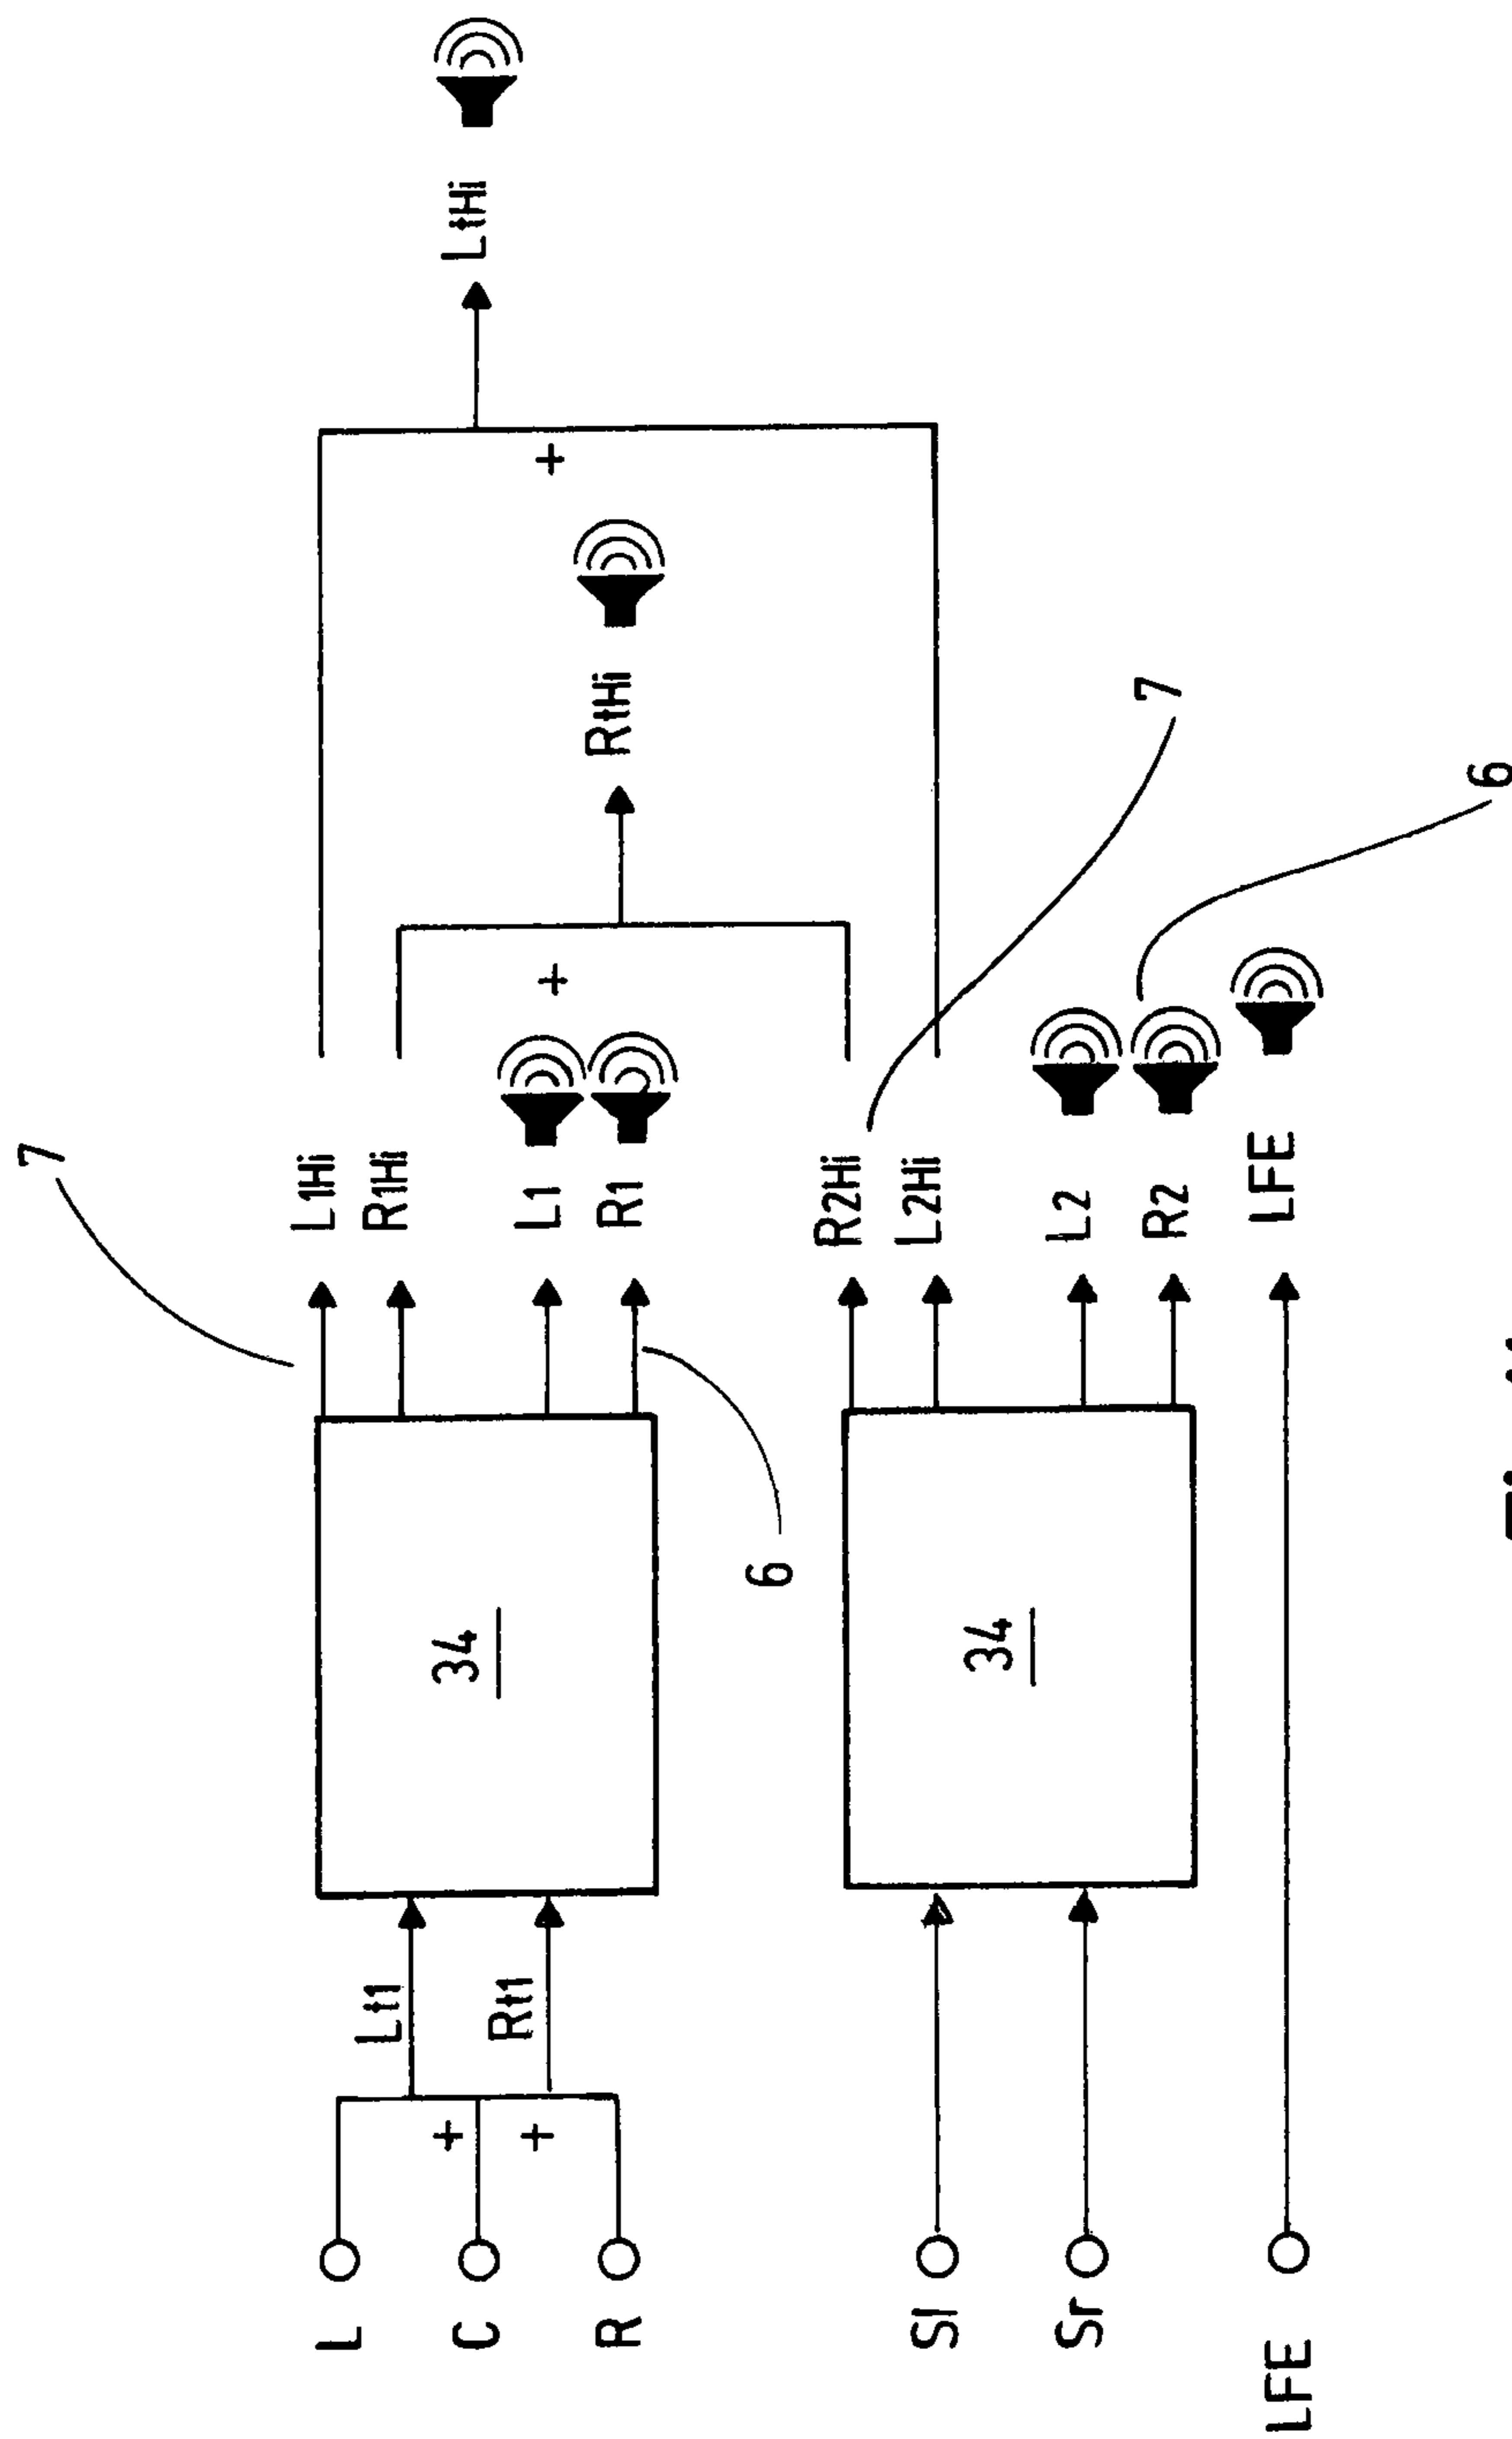 L
C
R
Sl
Sr
LFE
+
+
Lt1
Rt1
34
34
6
7
L1Hi
R1Hi
L1
R1
R2Hi
L2Hi
L2
R2
LFE
+
RtHi
7
6
+
LtHi